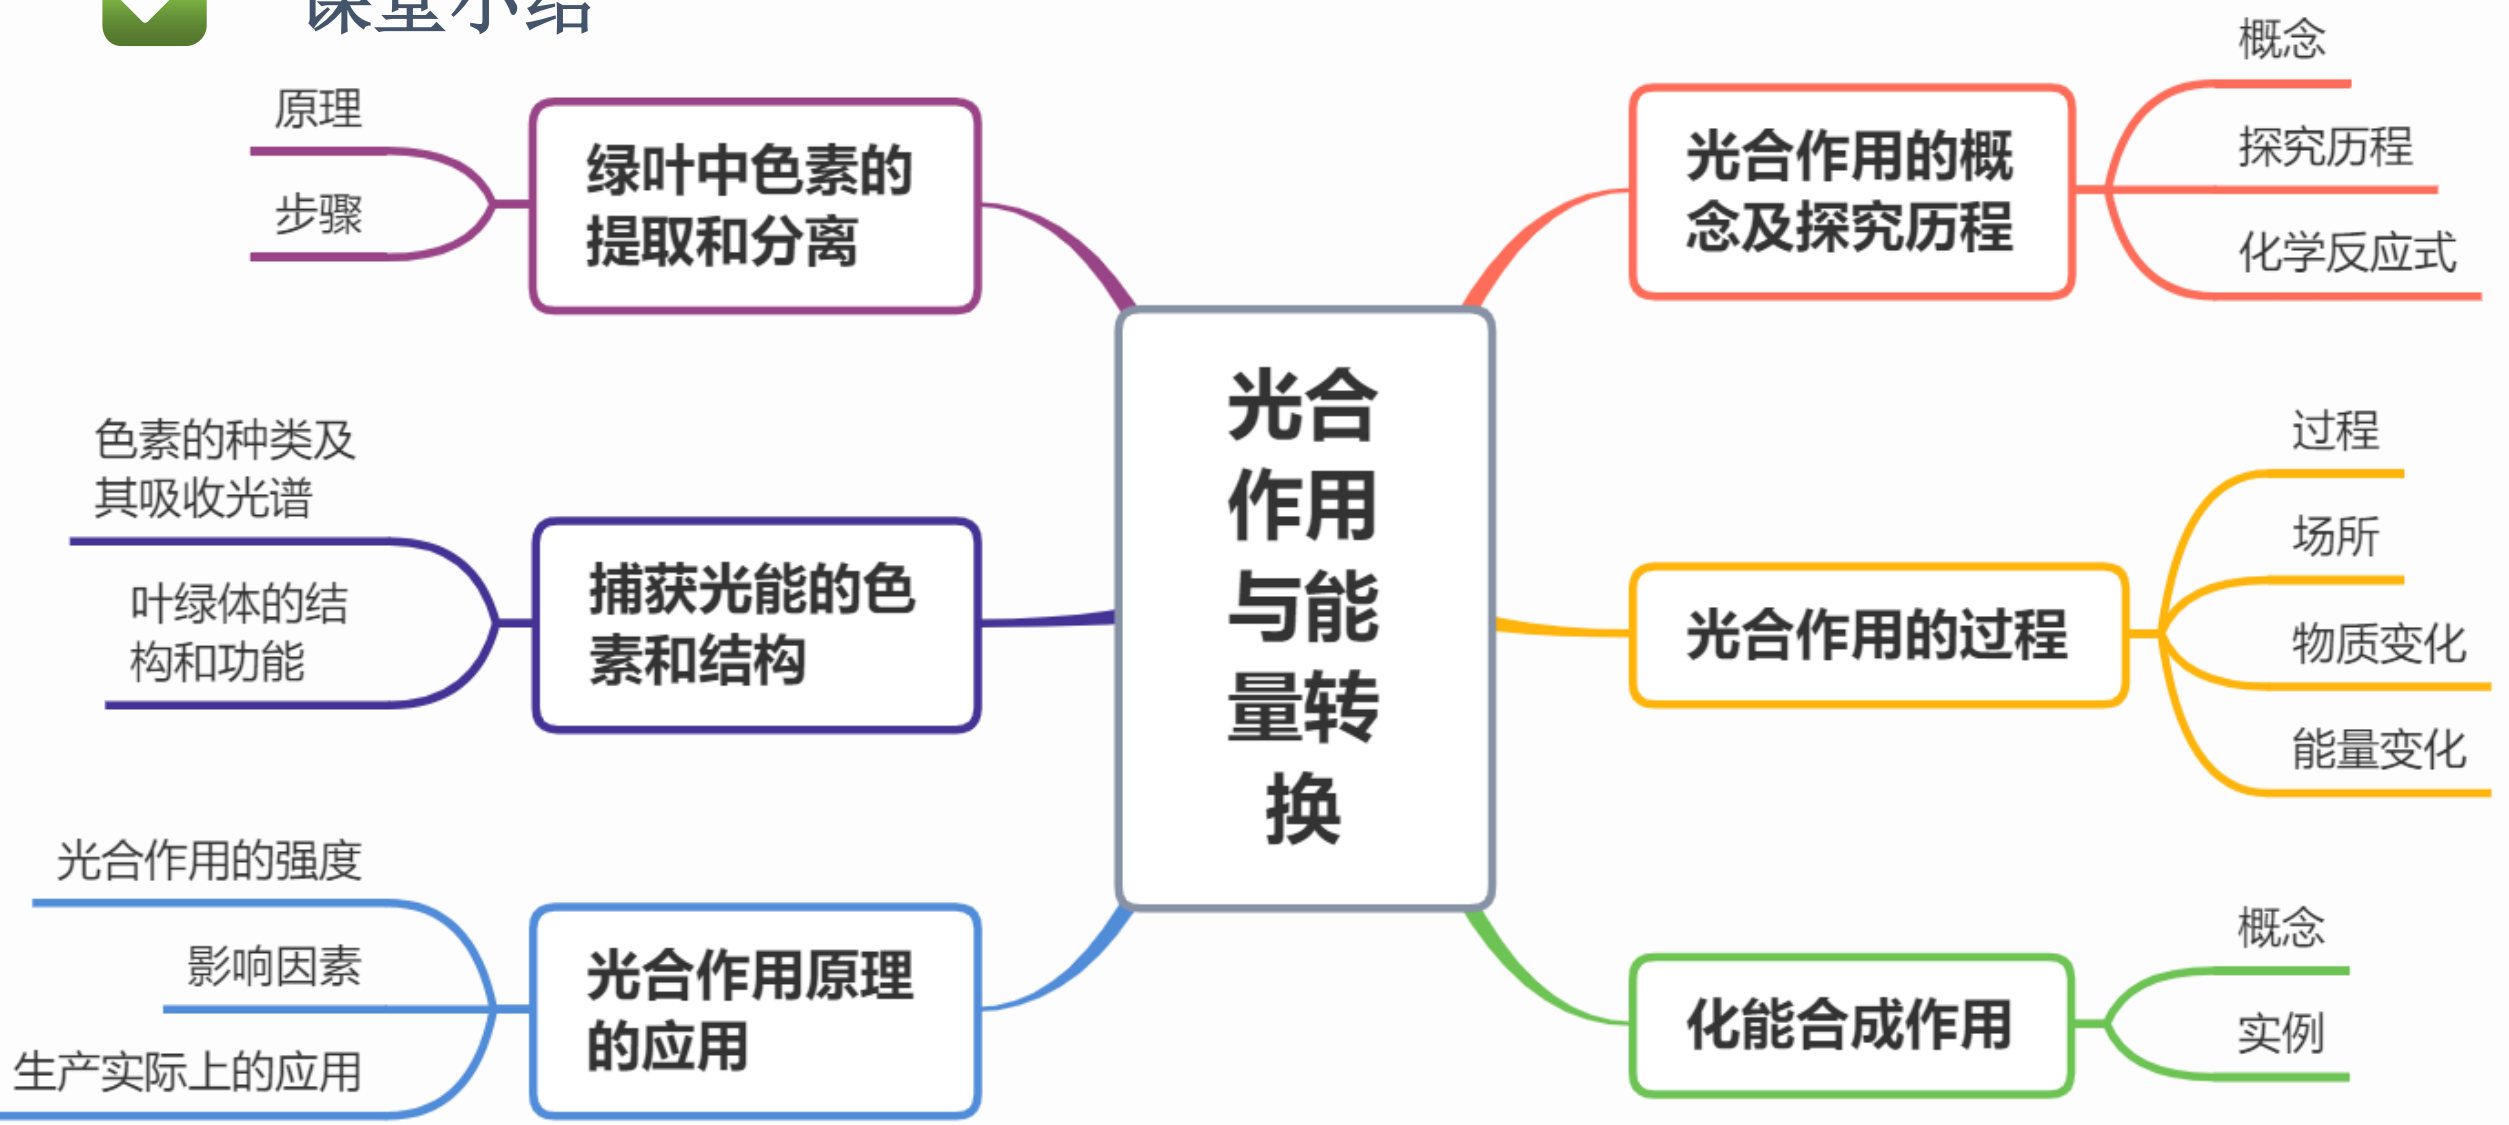 课堂小结
原理
步骤
绿叶中色素的
提取和分离
色素的种类及
其吸收光谱
叶绿体的结
构和功能
捕获光能的色
素和结构
光合作用的强度
影响因素
生产实际上的应用
光合作用原理
的应用
光合
作用
与能
量转
换
光合作用的概
念及探究历程
概念
探究历程
化学反应式
光合作用的过程
过程
场所
物质变化
能量变化
化能合成作用
概念
实例